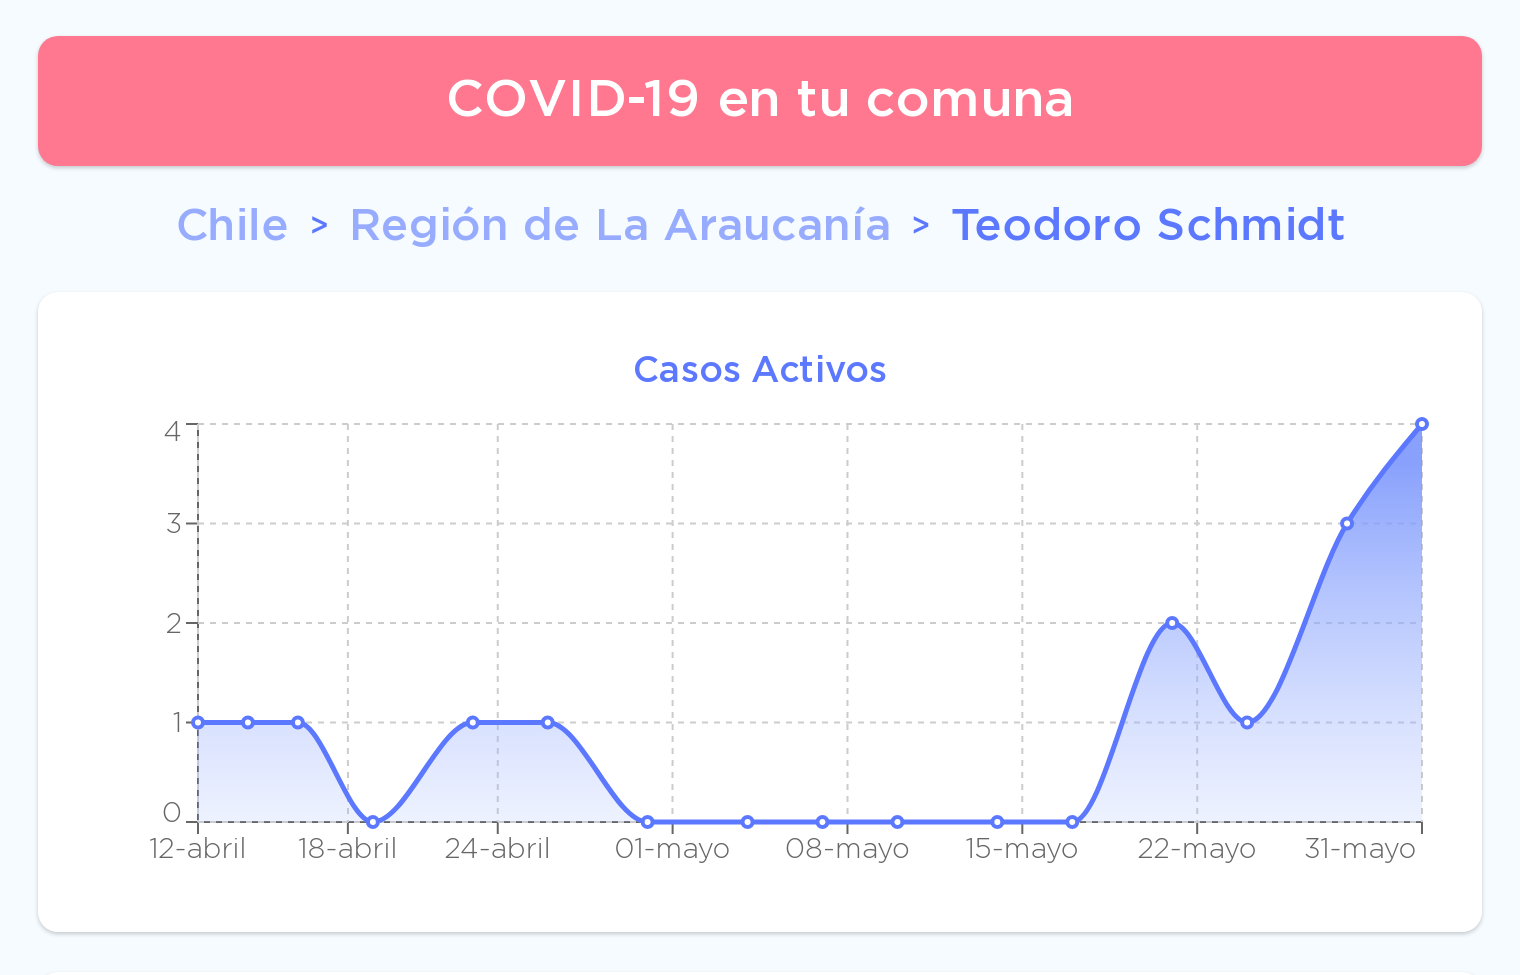 COVID-19 en tu comuna
Chile > Región de La Araucanía > Teodoro Schmidt
Casos Activos
4
3
2
1
0
12-abril 18-abril 24-abril 01-mayo 08-mayo 15-mayo 22-mayo 31-mayo